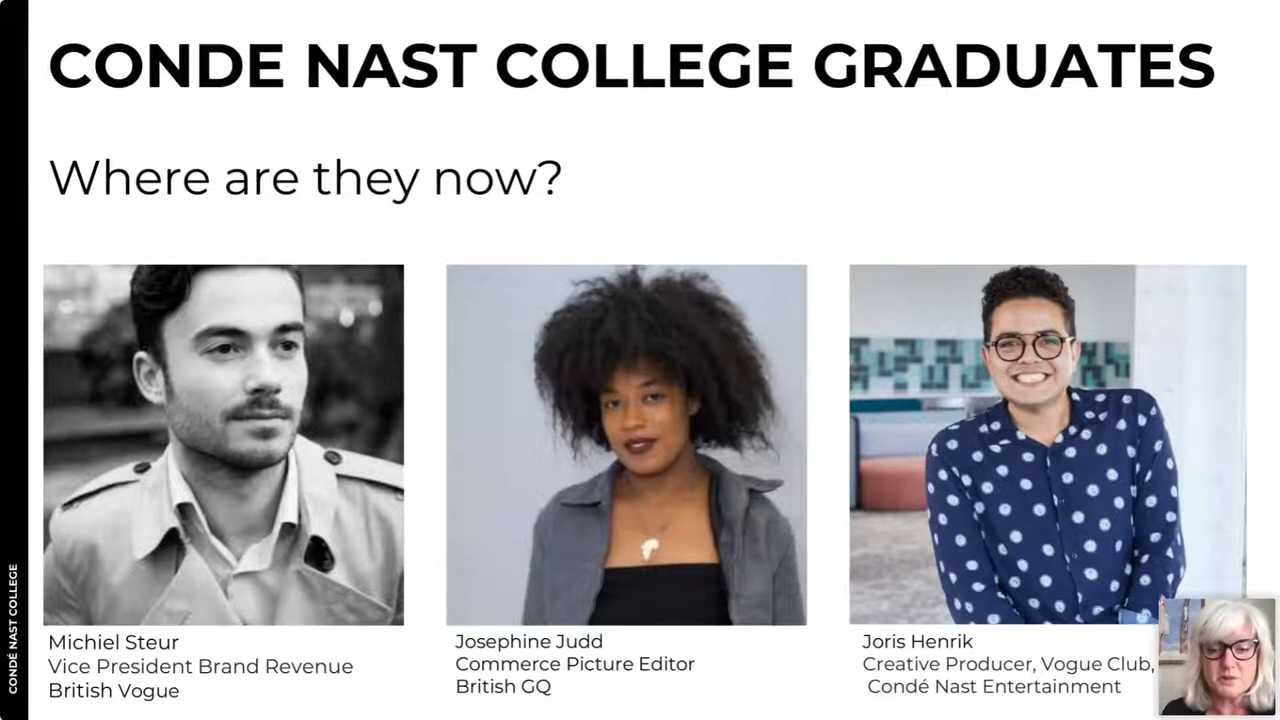 CONDE NAST COLLEGE GRADUATES
Where are they now?
Michiel Steur
Vice President Brand Revenue
British Vogue
Josephine Judd
Commerce Picture Editor
British GQ
Joris Henrik
Creative Producer, Vogue Club,
Condé Nast Entertainment
CONDÉ NAST COLLEGE